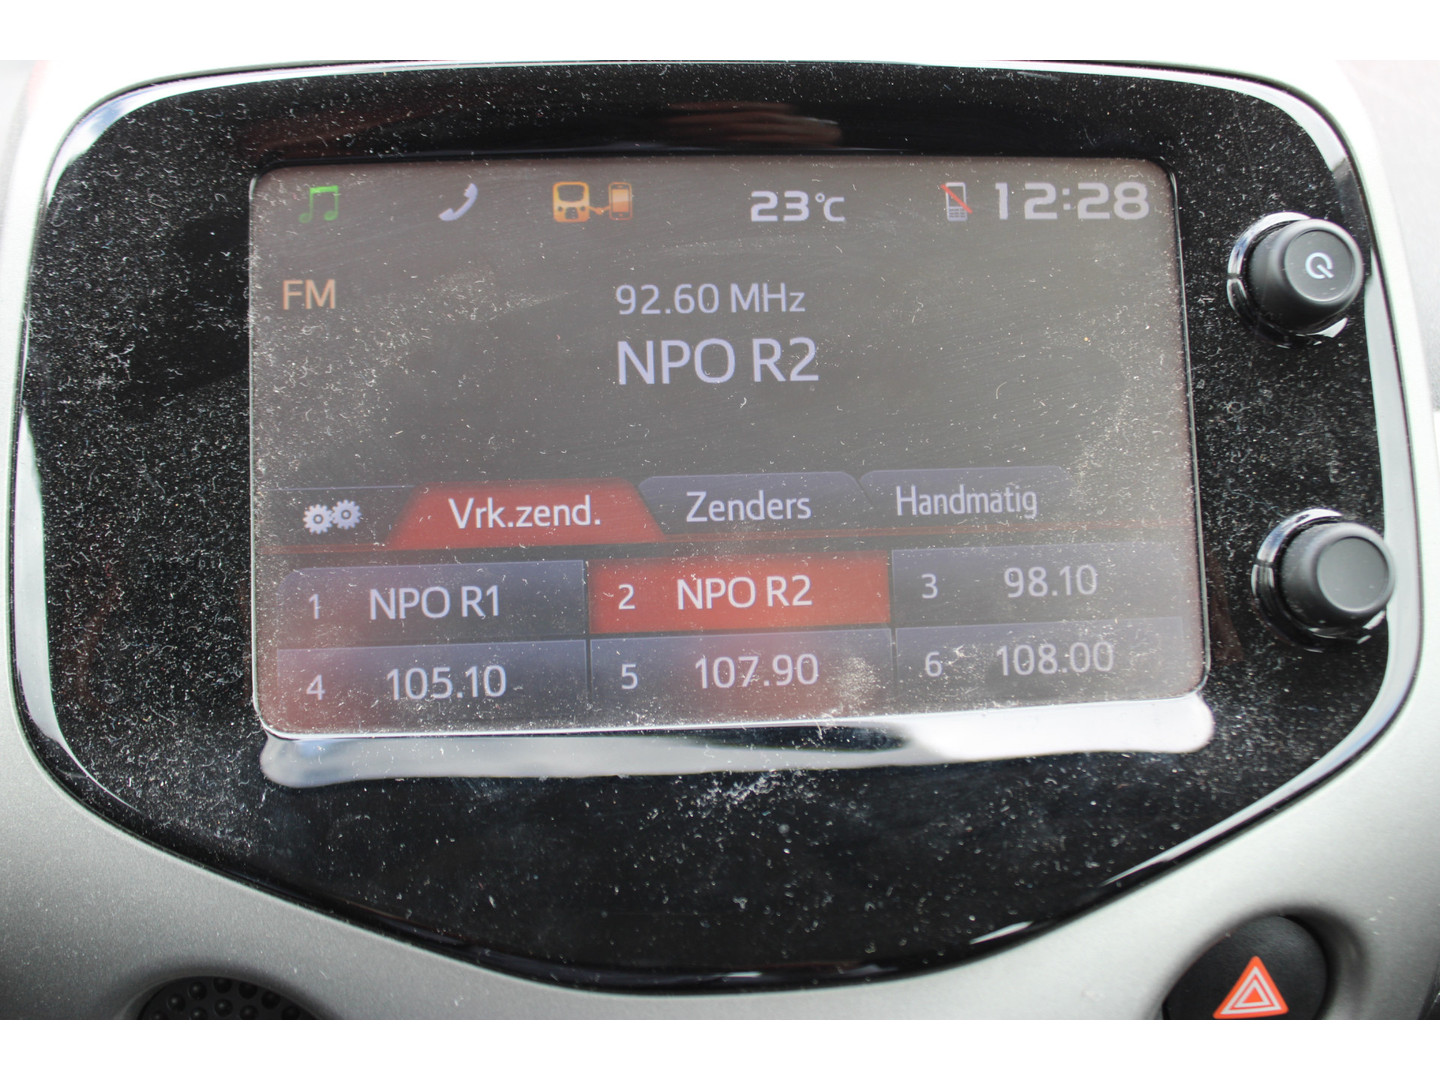 23°C 12:28
FM
92.60 MHz
NPO R2
Vrk.zend. Zenders Handmatig
1 NPO R1 2 NPO R2 3 98.10
4 105.10 5 107.90 6 108.00